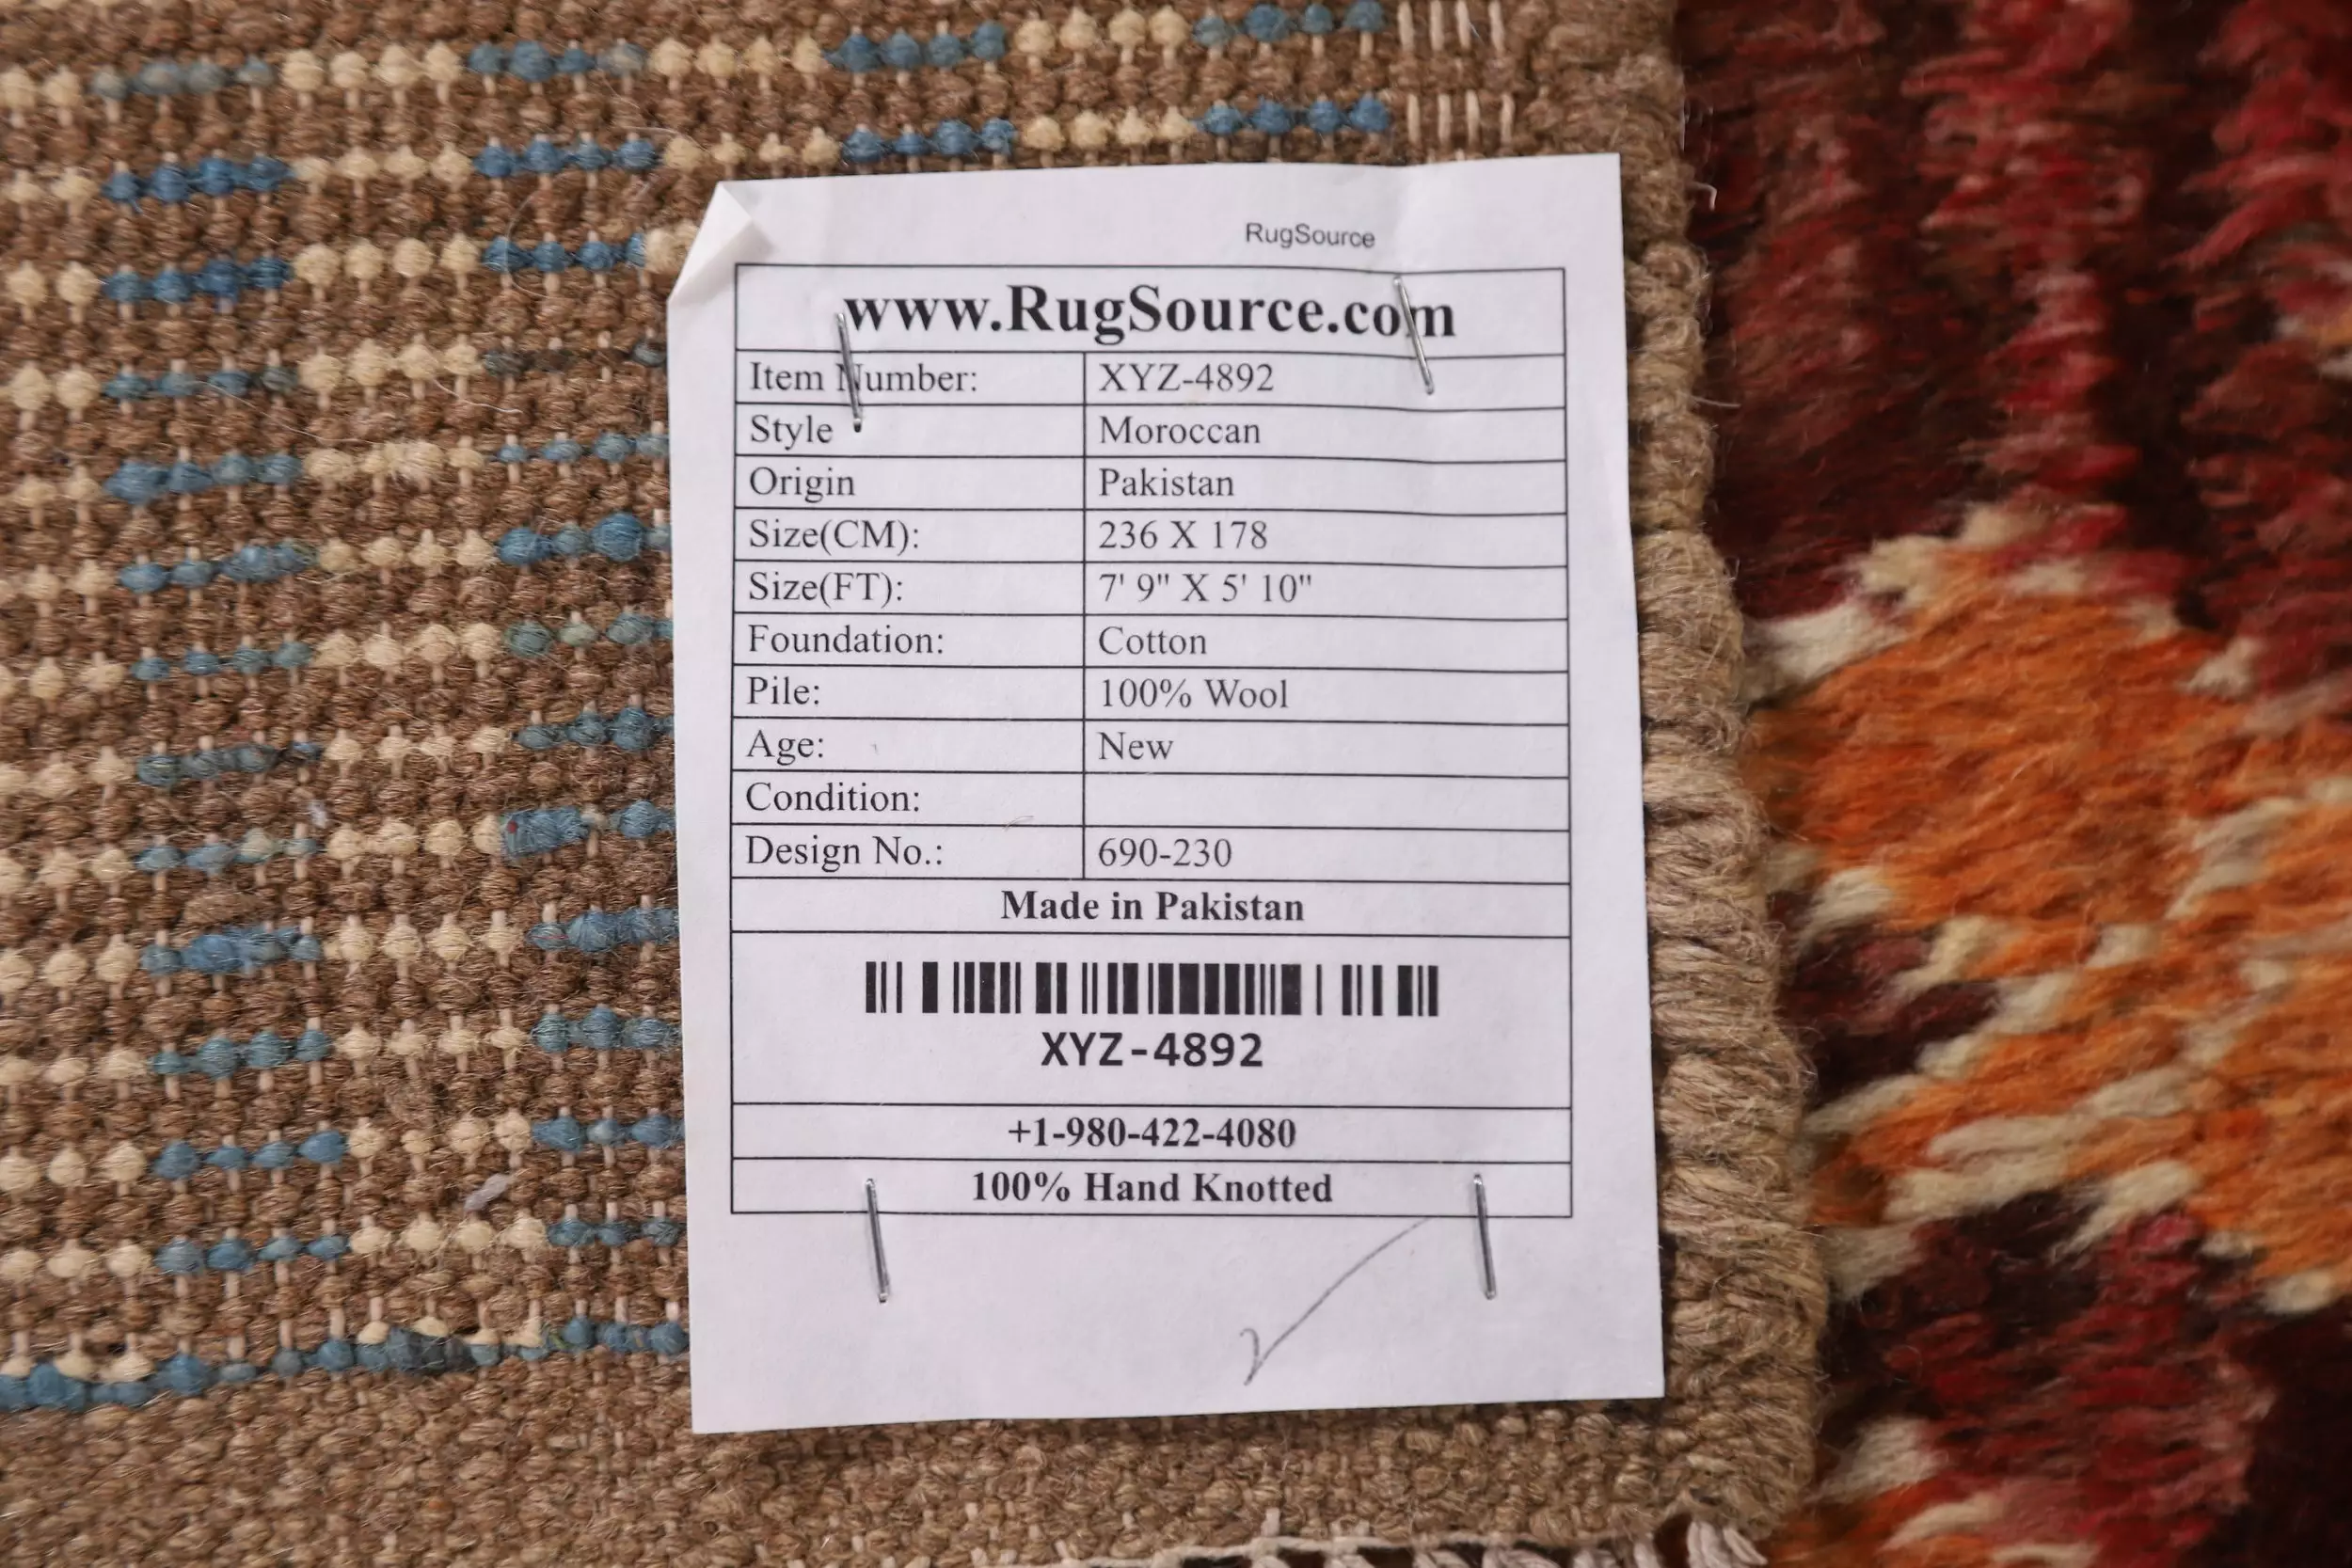 RugSource
www.RugSource.com
Item Number: XYZ-4892
Style Moroccan
Origin Pakistan
Size(CM): 236 X 178
Size(FT): 7' 9" X 5' 10"
Foundation: Cotton
Pile: 100% Wool
Age: New
Condition:
Design No.: 690-230
Made in Pakistan
XYZ-4892
+1-980-422-4080
100% Hand Knotted